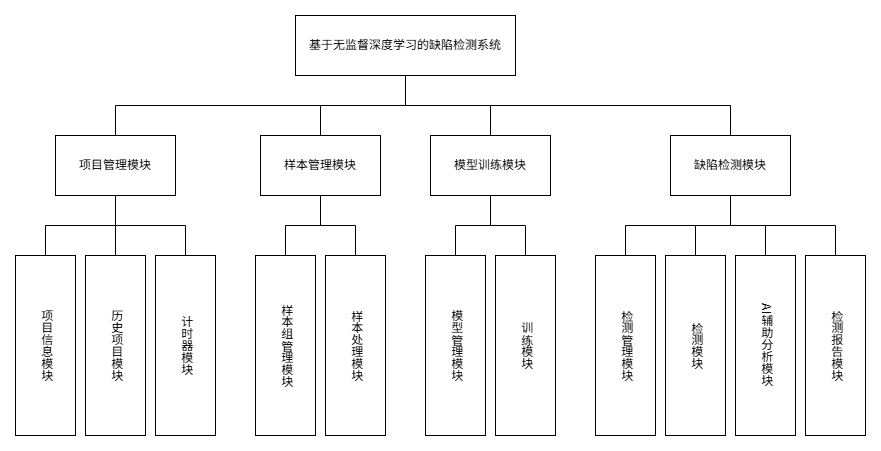 基于无监督深度学习的缺陷检测系统
项目管理模块
样本管理模块
模型训练模块
缺陷检测模块
项目信息模块
历史项目模块
计时器模块
样本组管理模块
样本处理模块
模型管理模块
训练模块
检测管理模块
检测模块
AI辅助分析模块
检测报告模块